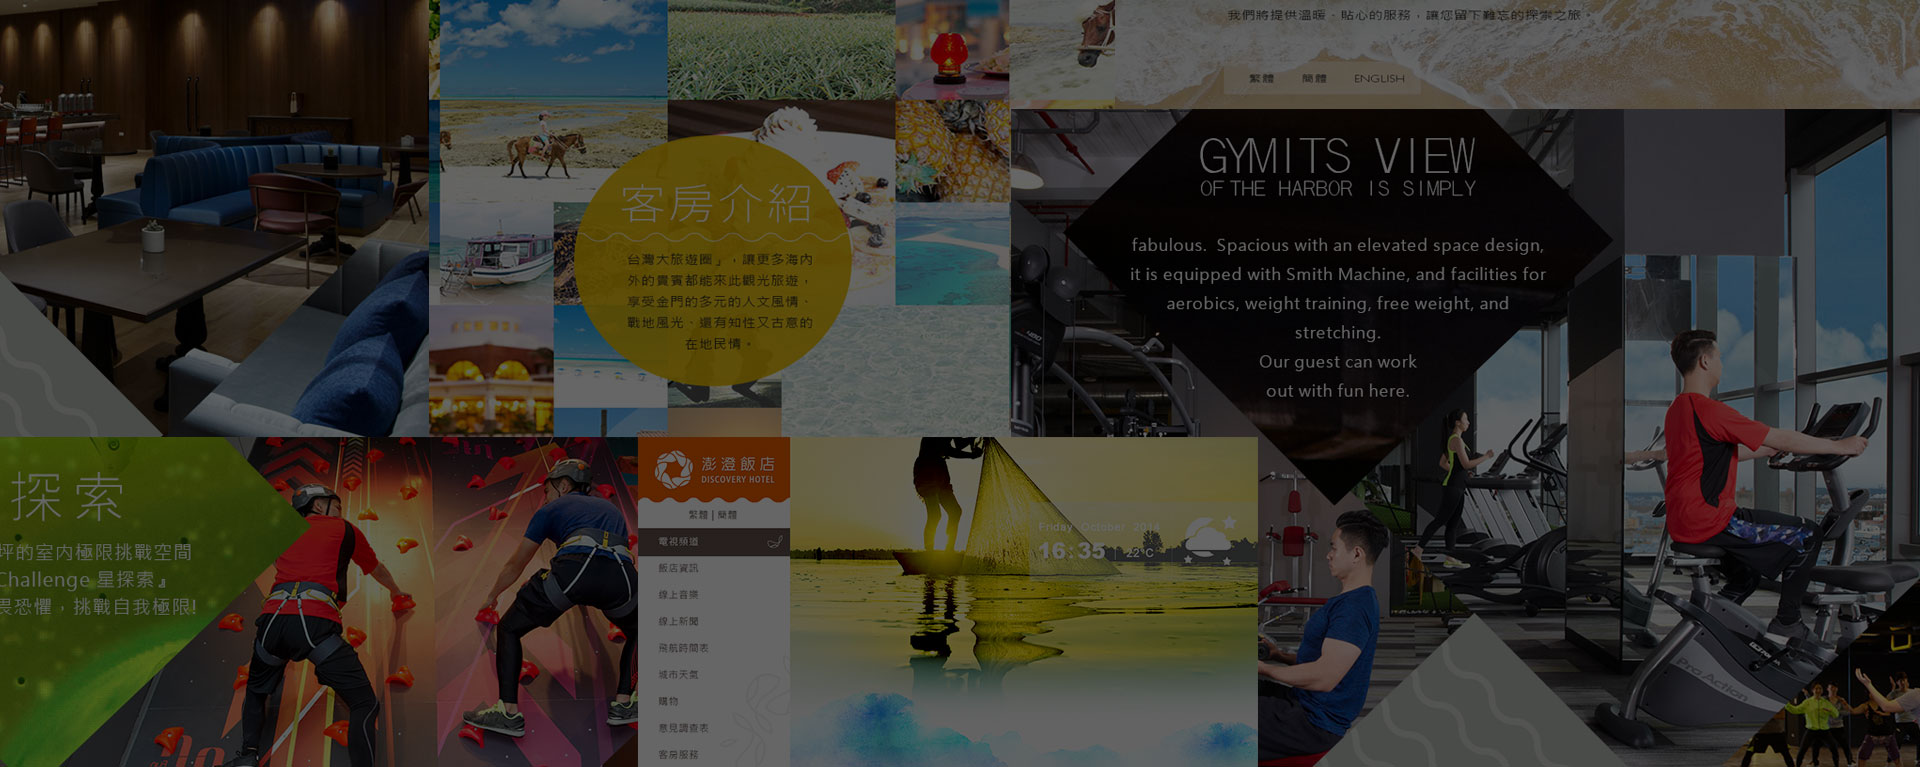 我們將提供溫暖、貼心的服務，讓您留下難忘的探索之旅。
繁體 簡體 ENGLISH
客房介紹
台灣大旅遊圈』，讓更多海內
外的貴賓都能來此觀光旅遊，
享受金門的多元的人文風情、
戰地風光、還有知性又古意的
在地民情。
GYMITS VIEW
OF THE HARBOR IS SIMPLY
fabulous. Spacious with an elevated space design,
it is equipped with Smith Machine, and facilities for
aerobics, weight training, free weight, and
stretching.
Our guest can work
out with fun here.
探索
坪的室内極限挑戰空間
Challenge 星探索』
畏恐懼，挑戰自我極限!
澎澄飯店
DISCOVERY HOTEL
繁體 | 簡體
電視頻道
飯店資訊
線上音樂
線上新聞
飛航時間表
城市天氣
購物
意見調查表
客房服務
Friday October 2014
16:35 | 22°C
Pro Action